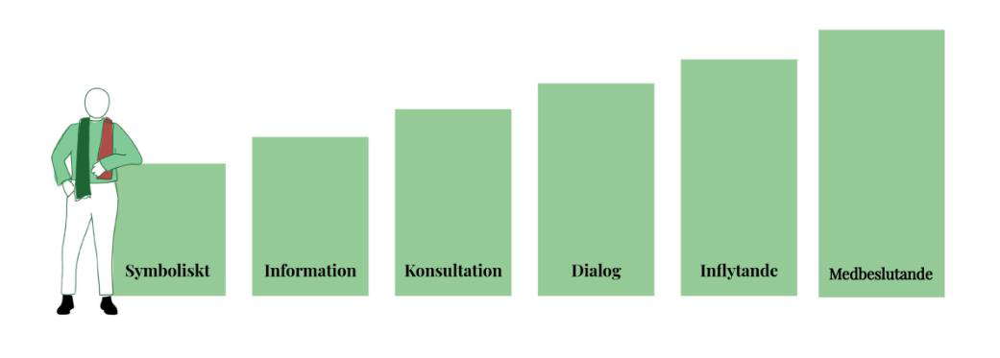 Symboliskt
Information
Konsultation
Dialog
Inflytande
Medbeslutande